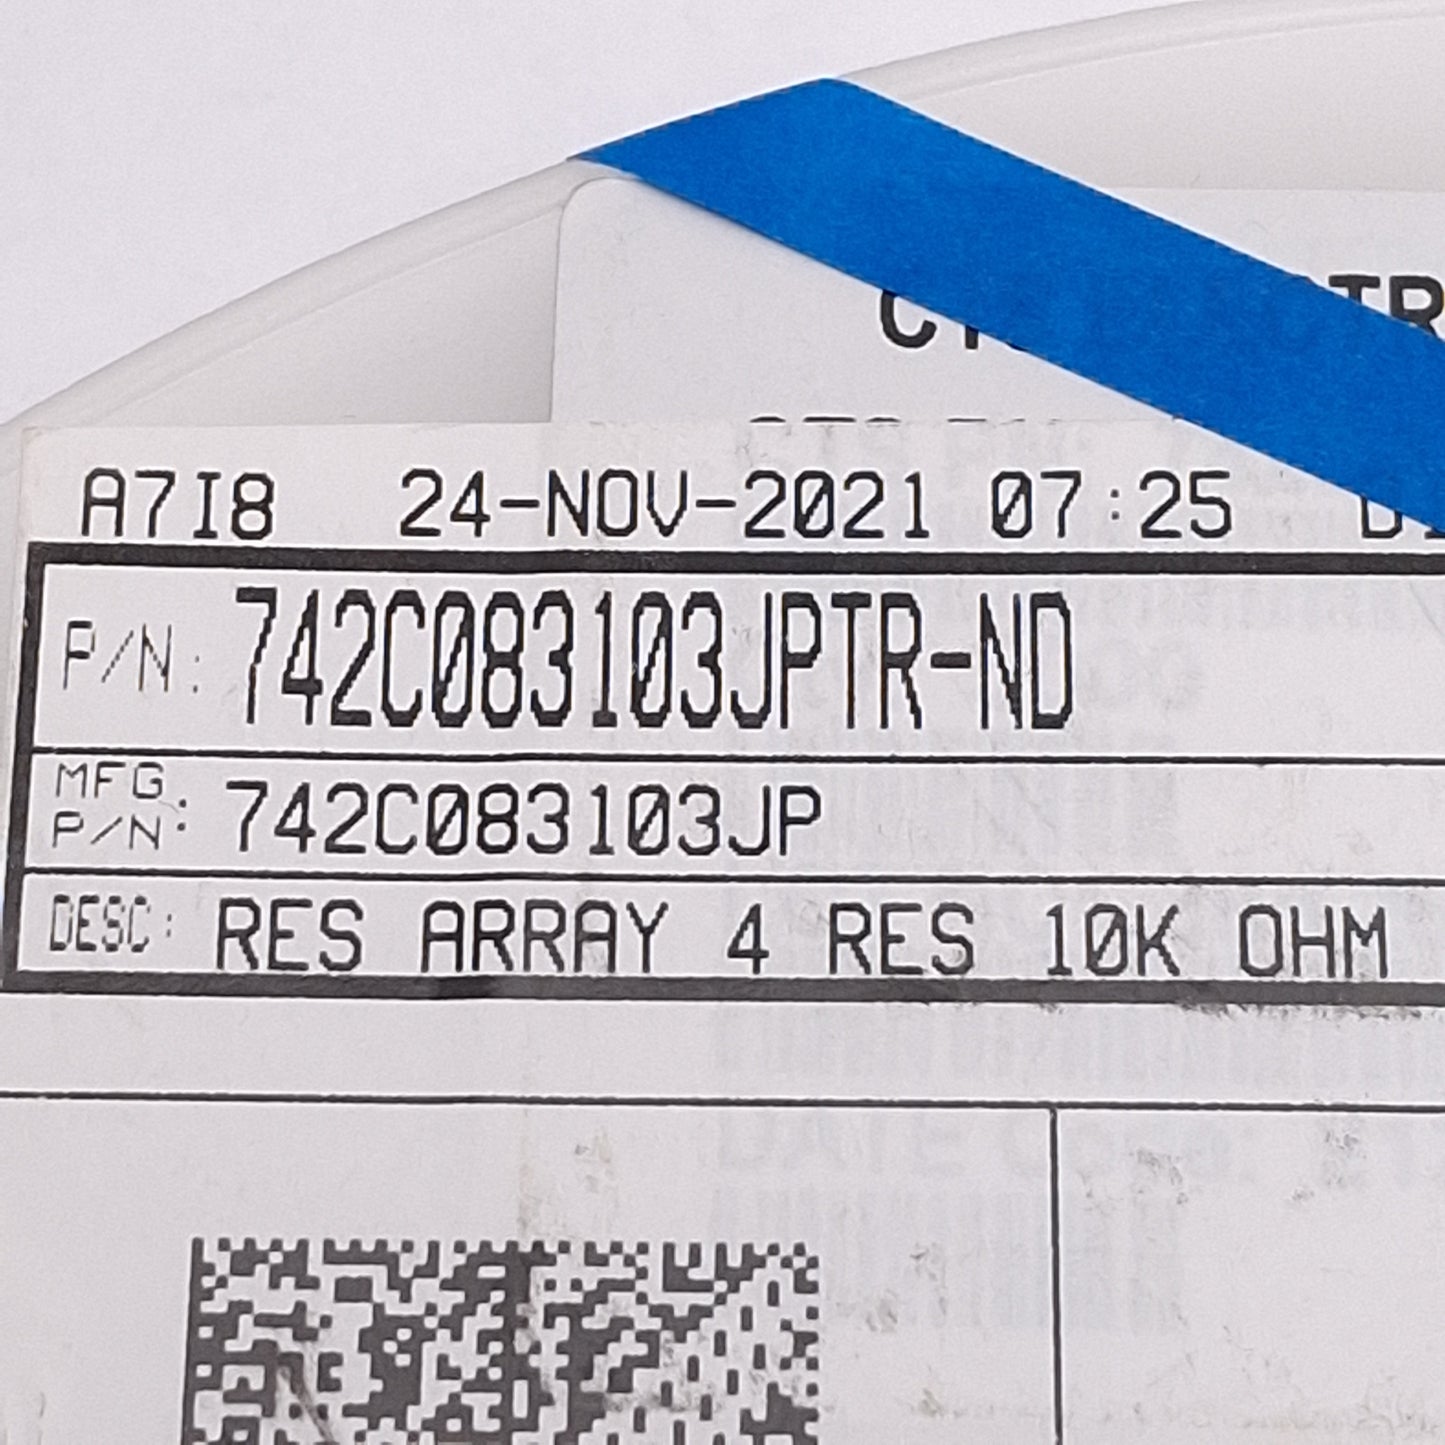 A7I8 24-NOV-2021 07:25
P/N: 742C083103JPTR-ND
MFG P/N: 742C083103JP
DESC: RES ARRAY 4 RES 10K OHM